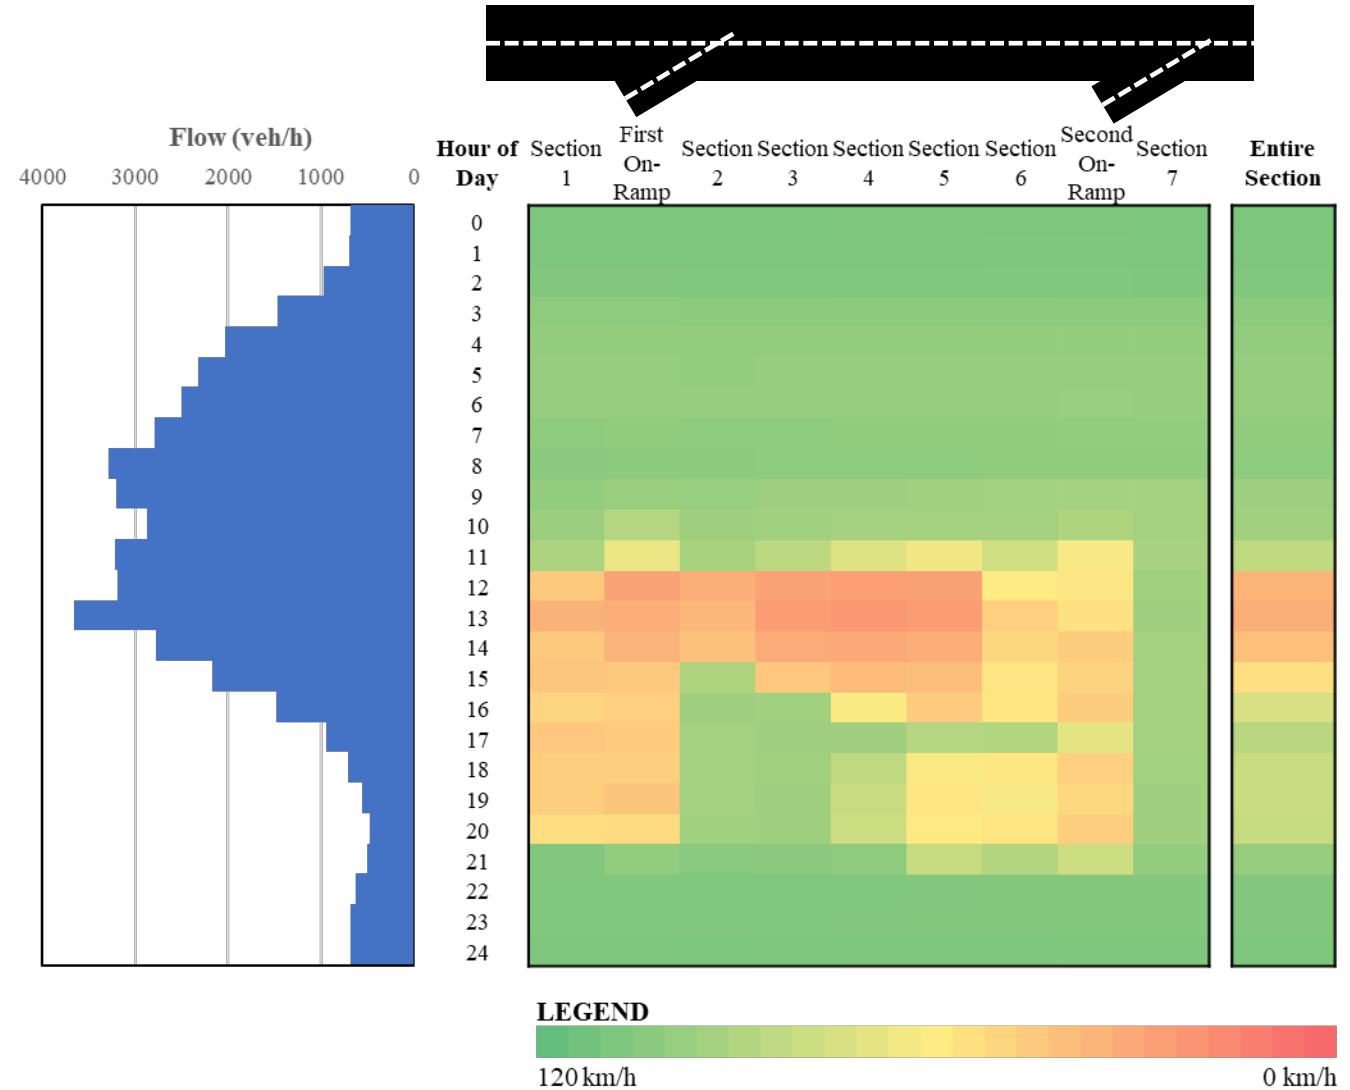 Flow (veh/h)
4000 3000 2000 1000 0
Hour of Day
Section 1
First On-Ramp
Section 2
Section 3
Section 4
Section 5
Section 6
Second On-Ramp
Section 7
Entire Section
0
1
2
3
4
5
6
7
8
9
10
11
12
13
14
15
16
17
18
19
20
21
22
23
24
LEGEND
120 km/h 0 km/h